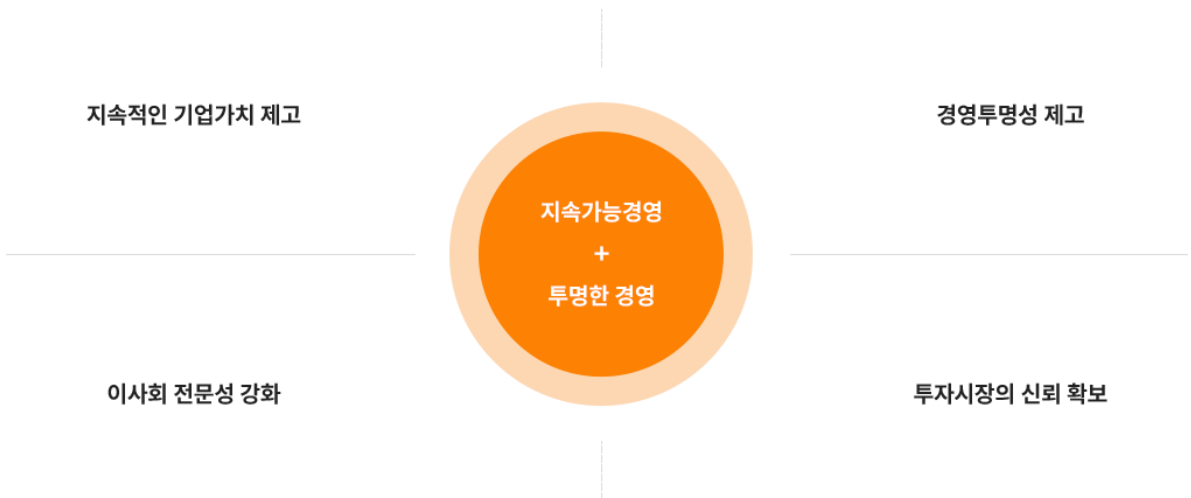 지속적인 기업가치 제고
경영투명성 제고
지속가능경영
+
투명한 경영
이사회 전문성 강화
투자시장의 신뢰 확보